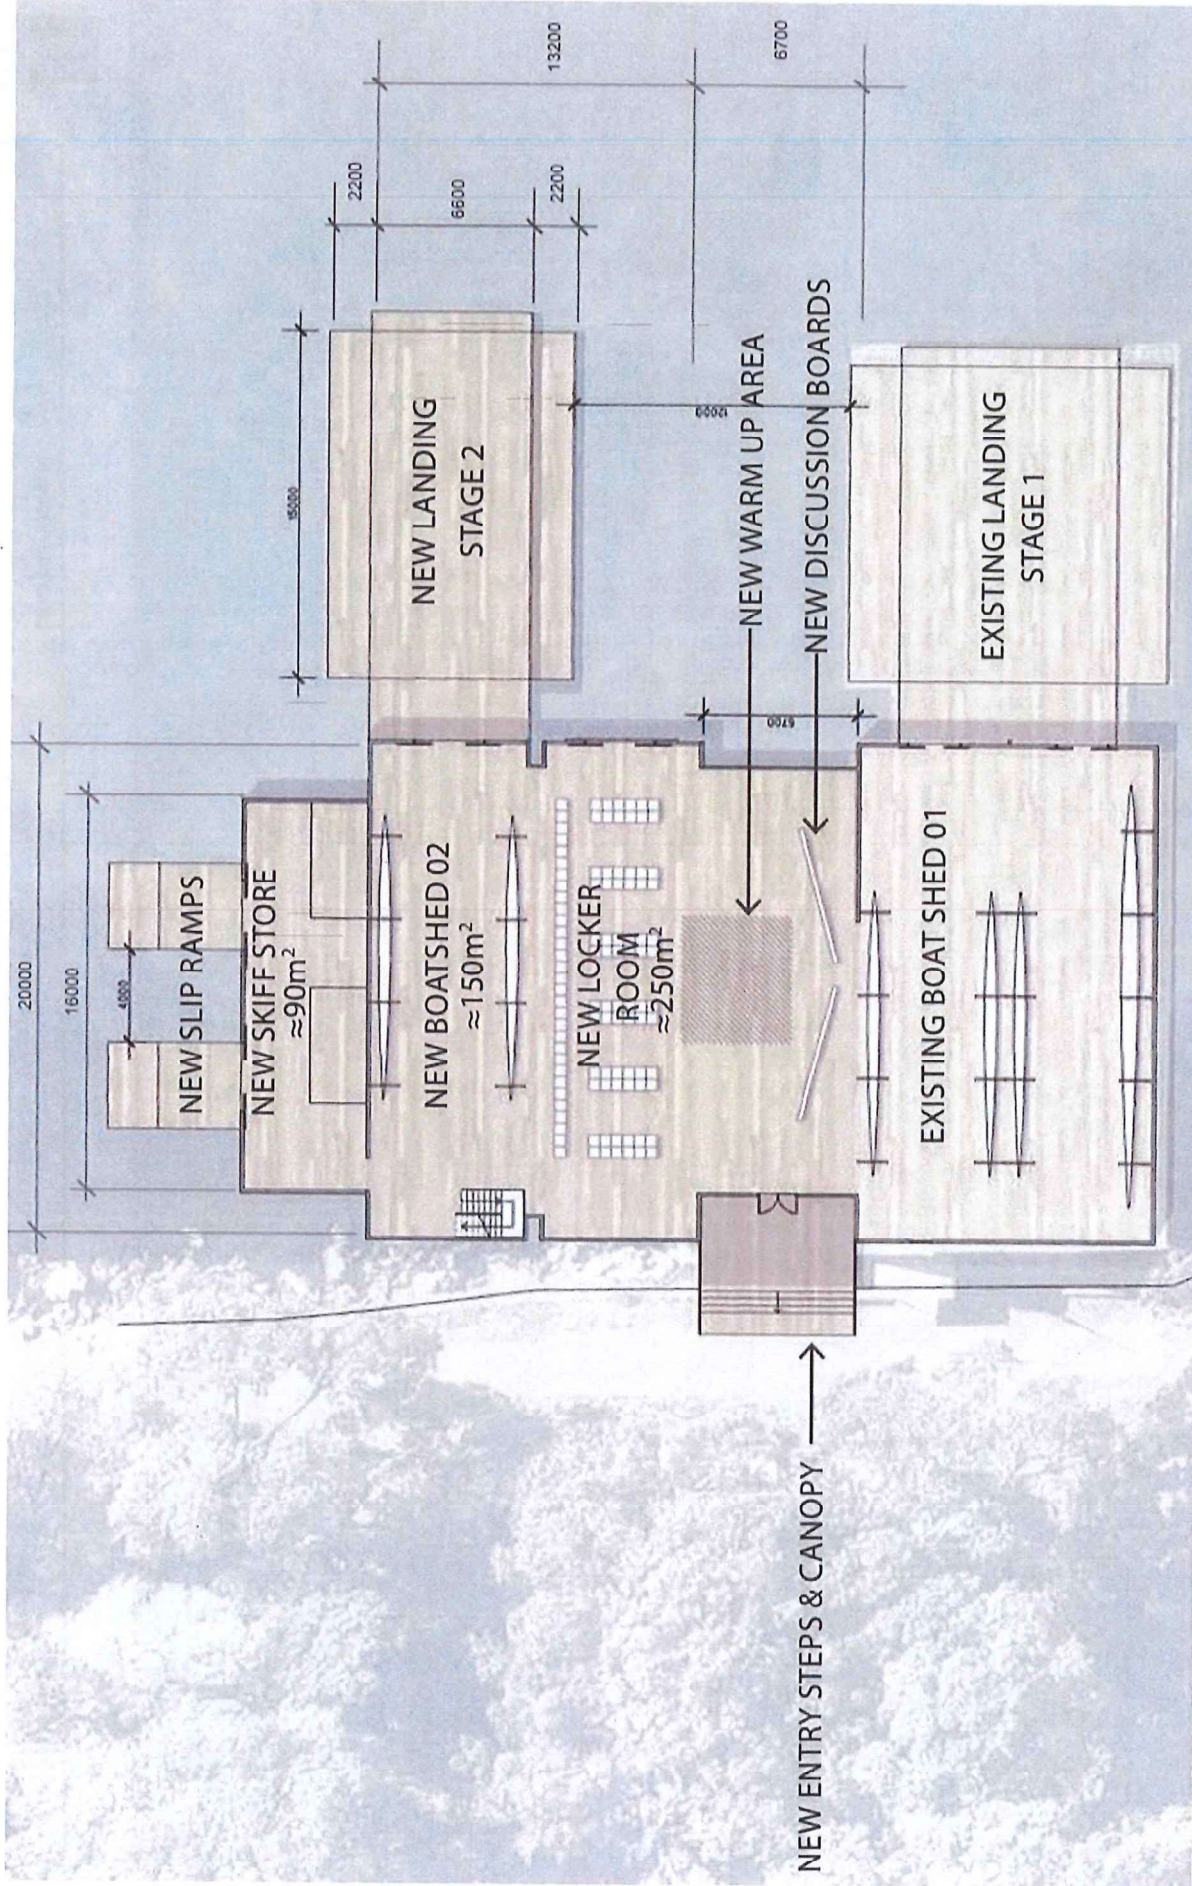 20000
16000
4000
NEW SLIP RAMPS
NEW SKIFF STORE
≈90m²
NEW BOATSHED 02
≈150m²
NEW LOCKER
ROOM
≈250m²
EXISTING BOAT SHED 01
15000
NEW LANDING
STAGE 2
2200
6600
2200
13200
6700
12000
6700
NEW WARM UP AREA
NEW DISCUSSION BOARDS
EXISTING LANDING
STAGE 1
NEW ENTRY STEPS & CANOPY